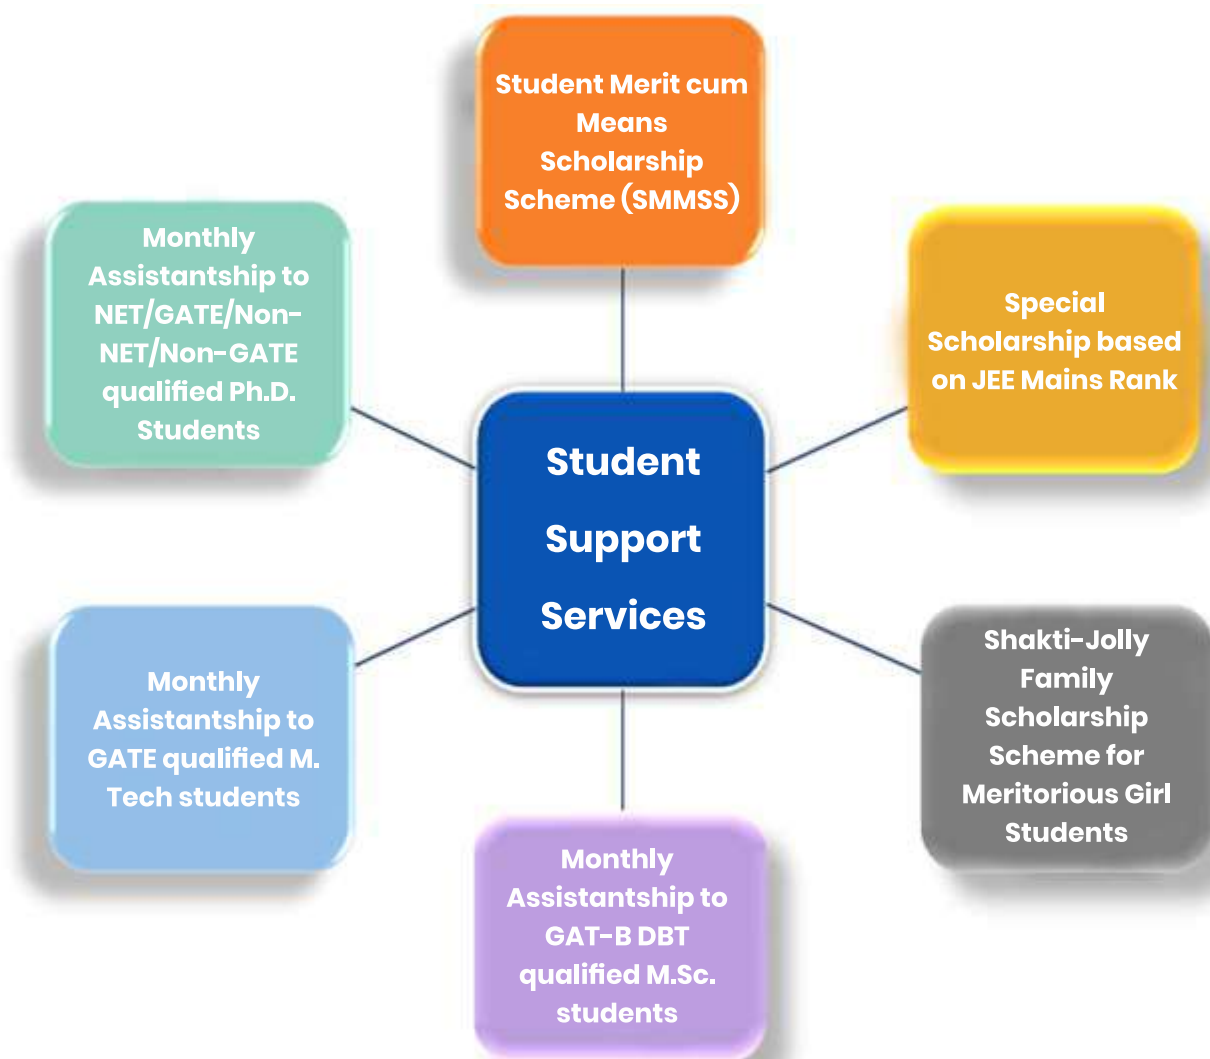 Student Merit cum
Means
Scholarship
Scheme (SMMSS)
Monthly
Assistantship to
NET/GATE/Non-
NET/Non-GATE
qualified Ph.D.
Students
Special
Scholarship based
on JEE Mains Rank
Student
Support
Services
Monthly
Assistantship to
GATE qualified M.
Tech students
Shakti-Jolly
Family
Scholarship
Scheme for
Meritorious Girl
Students
Monthly
Assistantship to
GAT-B DBT
qualified M.Sc.
students